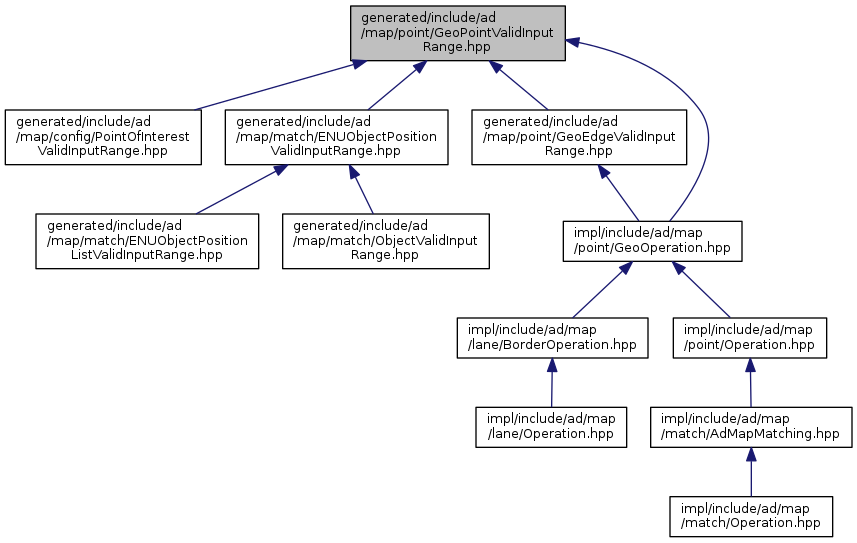 generated/include/ad
/map/point/GeoPointValidInput
Range.hpp
generated/include/ad
/map/config/PointOfInterest
ValidInputRange.hpp
generated/include/ad
/map/match/ENUObjectPosition
ValidInputRange.hpp
generated/include/ad
/map/point/GeoEdgeValidInput
Range.hpp
generated/include/ad
/map/match/ENUObjectPosition
ListValidInputRange.hpp
generated/include/ad
/map/match/ObjectValidInput
Range.hpp
impl/include/ad/map
/point/GeoOperation.hpp
impl/include/ad/map
/lane/BorderOperation.hpp
impl/include/ad/map
/point/Operation.hpp
impl/include/ad/map
/lane/Operation.hpp
impl/include/ad/map
/match/AdMapMatching.hpp
impl/include/ad/map
/match/Operation.hpp